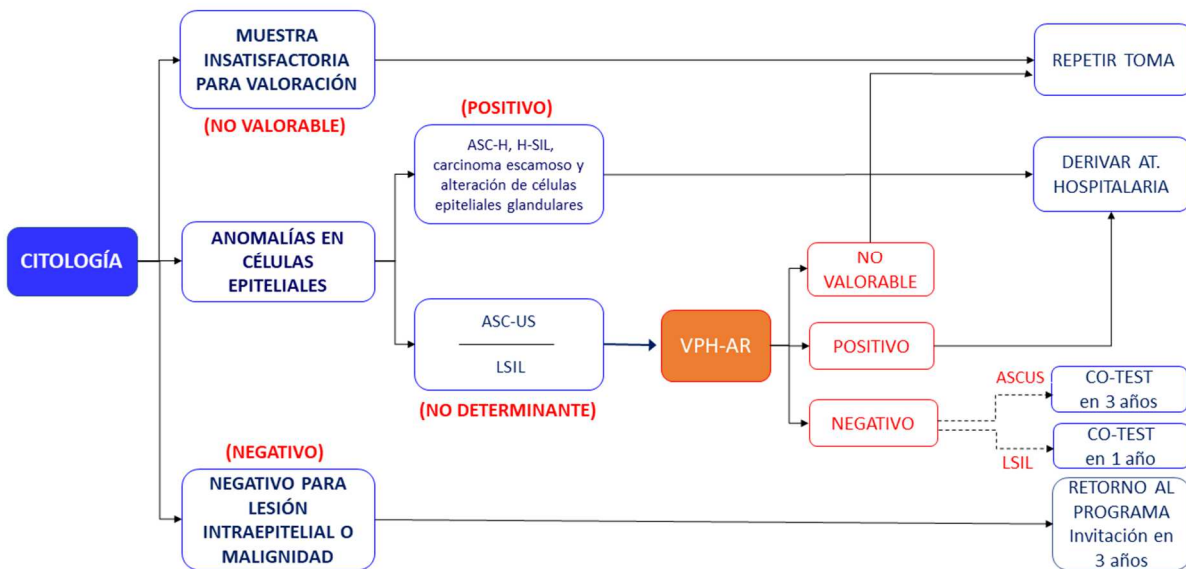 MUESTRA
INSATISFACTORIA
PARA VALORACIÓN
(NO VALORABLE)
REPETIR TOMA
(POSITIVO)
ASC-H, H-SIL,
carcinoma escamoso y
alteración de células
epiteliales glandulares
DERIVAR AT.
HOSPITALARIA
CITOLOGÍA
ANOMALÍAS EN
CÉLULAS
EPITELIALES
ASC-US
LSIL
(NO DETERMINANTE)
VPH-AR
NO
VALORABLE
POSITIVO
NEGATIVO
ASCUS
CO-TEST
en 3 años
LSIL
CO-TEST
en 1 año
(NEGATIVO)
NEGATIVO PARA
LESIÓN
INTRAEPITELIAL O
MALIGNIDAD
RETORNO AL
PROGRAMA
Invitación en
3 años